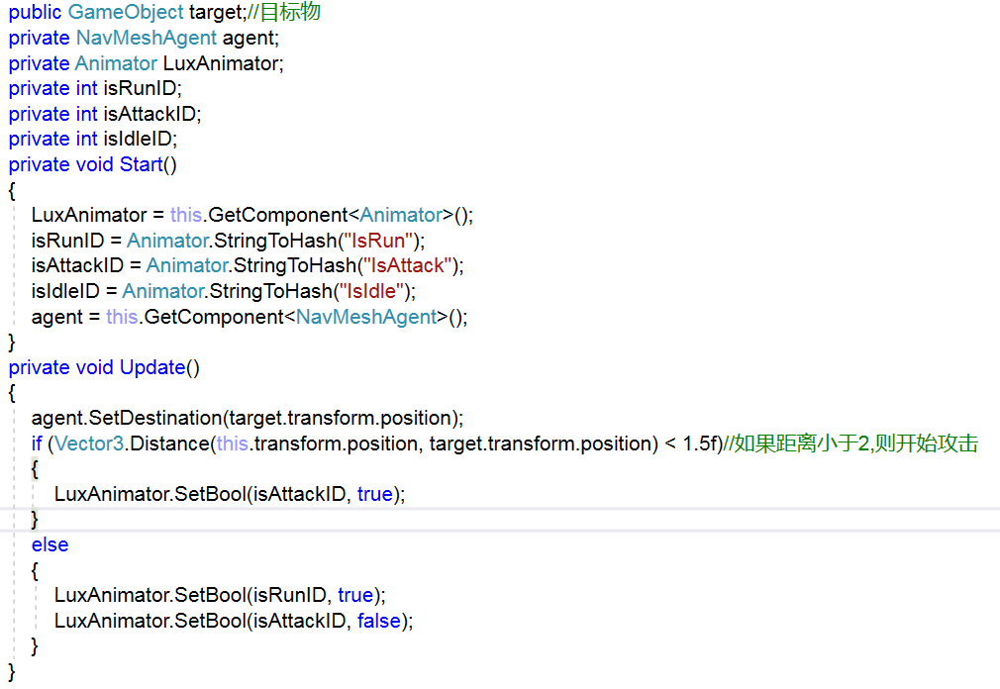 public GameObject target;//目标物
private NavMeshAgent agent;
private Animator LuxAnimator;
private int isRunID;
private int isAttackID;
private int isIdleID;
private void Start()
{
LuxAnimator = this.GetComponent<Animator>();
isRunID = Animator.StringToHash("IsRun");
isAttackID = Animator.StringToHash("IsAttack");
isIdleID = Animator.StringToHash("IsIdle");
agent = this.GetComponent<NavMeshAgent>();
}
private void Update()
{
agent.SetDestination(target.transform.position);
if (Vector3.Distance(this.transform.position, target.transform.position) < 1.5f)//如果距离小于2,则开始攻击
{
LuxAnimator.SetBool(isAttackID, true);
}
else
{
LuxAnimator.SetBool(isRunID, true);
LuxAnimator.SetBool(isAttackID, false);
}
}